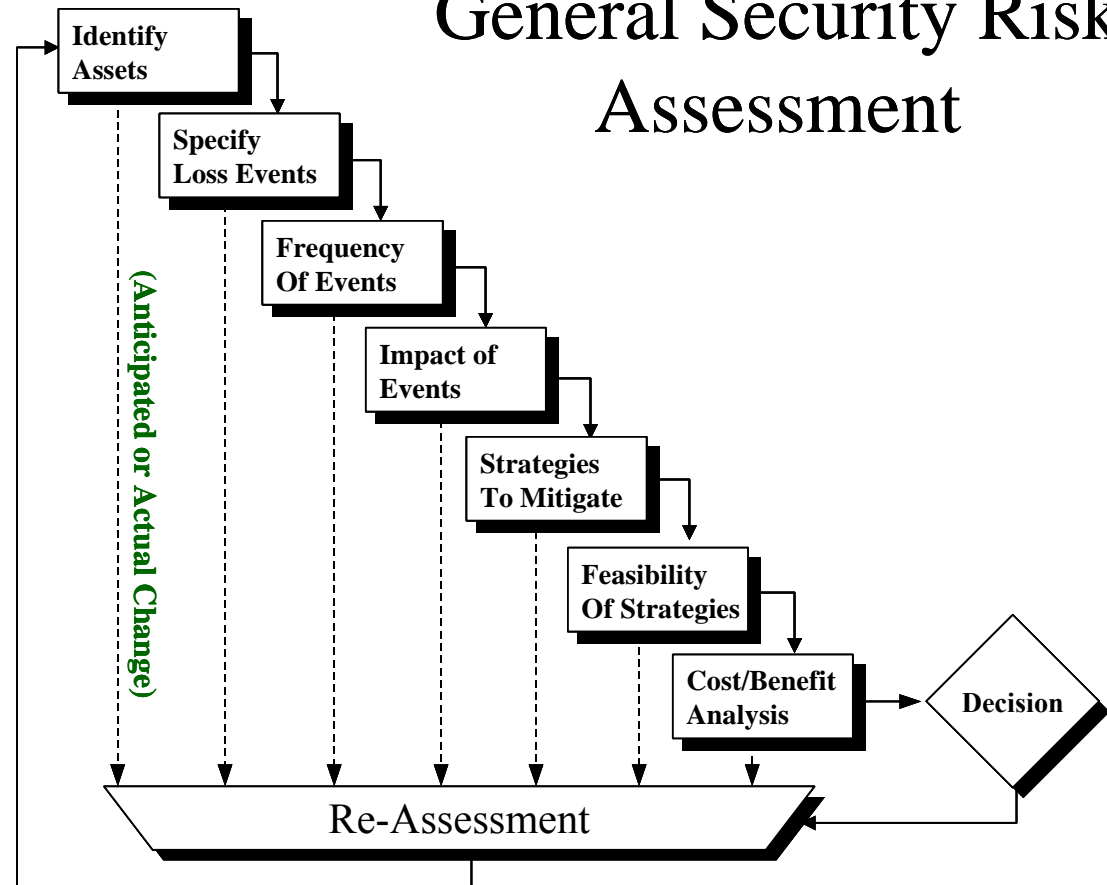 General Security Risk
Assessment
Identify
Assets
Specify
Loss Events
Frequency
Of Events
Impact of
Events
Strategies
To Mitigate
Feasibility
Of Strategies
Cost/Benefit
Analysis
Decision
(Anticipated or Actual Change)
Re-Assessment